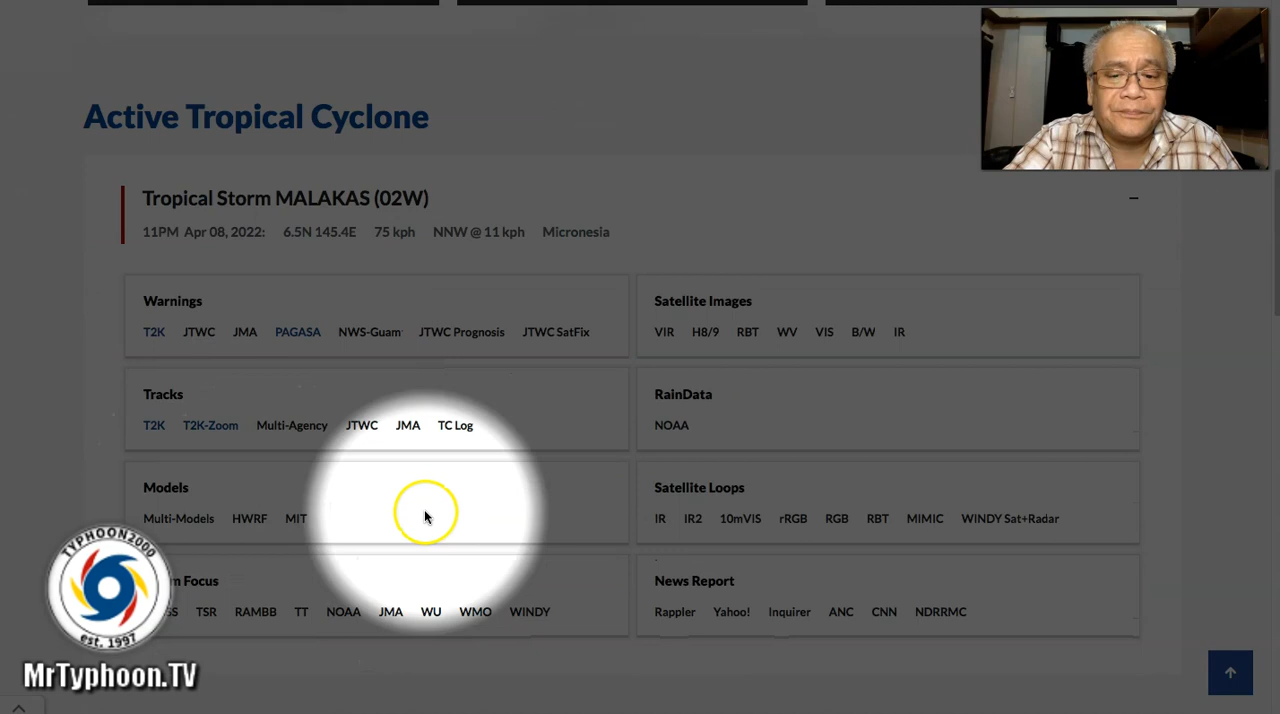 Active Tropical Cyclone
Tropical Storm MALAKAS (02W)
11PM Apr 08, 2022: 6.5N 145.4E 75 kph NNW @ 11 kph Micronesia
Warnings
T2K JTWC JMA PAGASA NWS-Guam JTWC Prognosis JTWC SatFix
Satellite Images
VIR H8/9 RBT WV VIS B/W IR
Tracks
T2K T2K-Zoom Multi-Agency JTWC JMA TC Log
RainData
NOAA
Models
Multi-Models HWRF MIT
Satellite Loops
IR IR2 10mVIS rRGB RGB RBT MIMIC WINDY Sat+Radar
Focus
TSR RAMBB TT NOAA JMA WU WMO WINDY
News Report
Rappler Yahoo! Inquirer ANC CNN NDRRMC
TYPHOON2000
est. 1997
MrTyphoon.TV